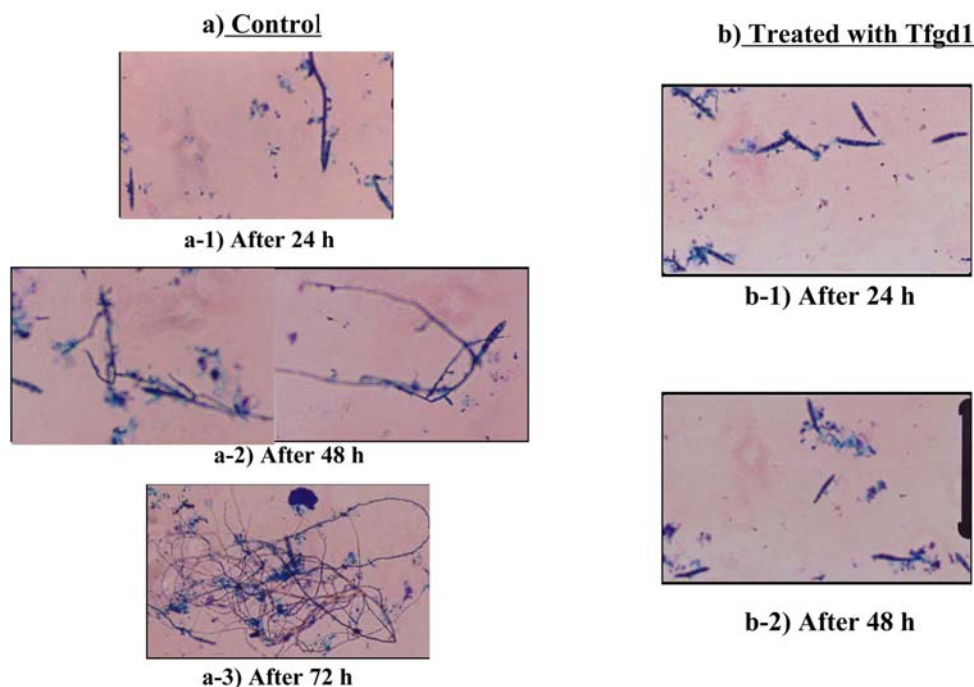 a) Control
b) Treated with Tfgd1
a-1) After 24 h
b-1) After 24 h
a-2) After 48 h
b-2) After 48 h
a-3) After 72 h